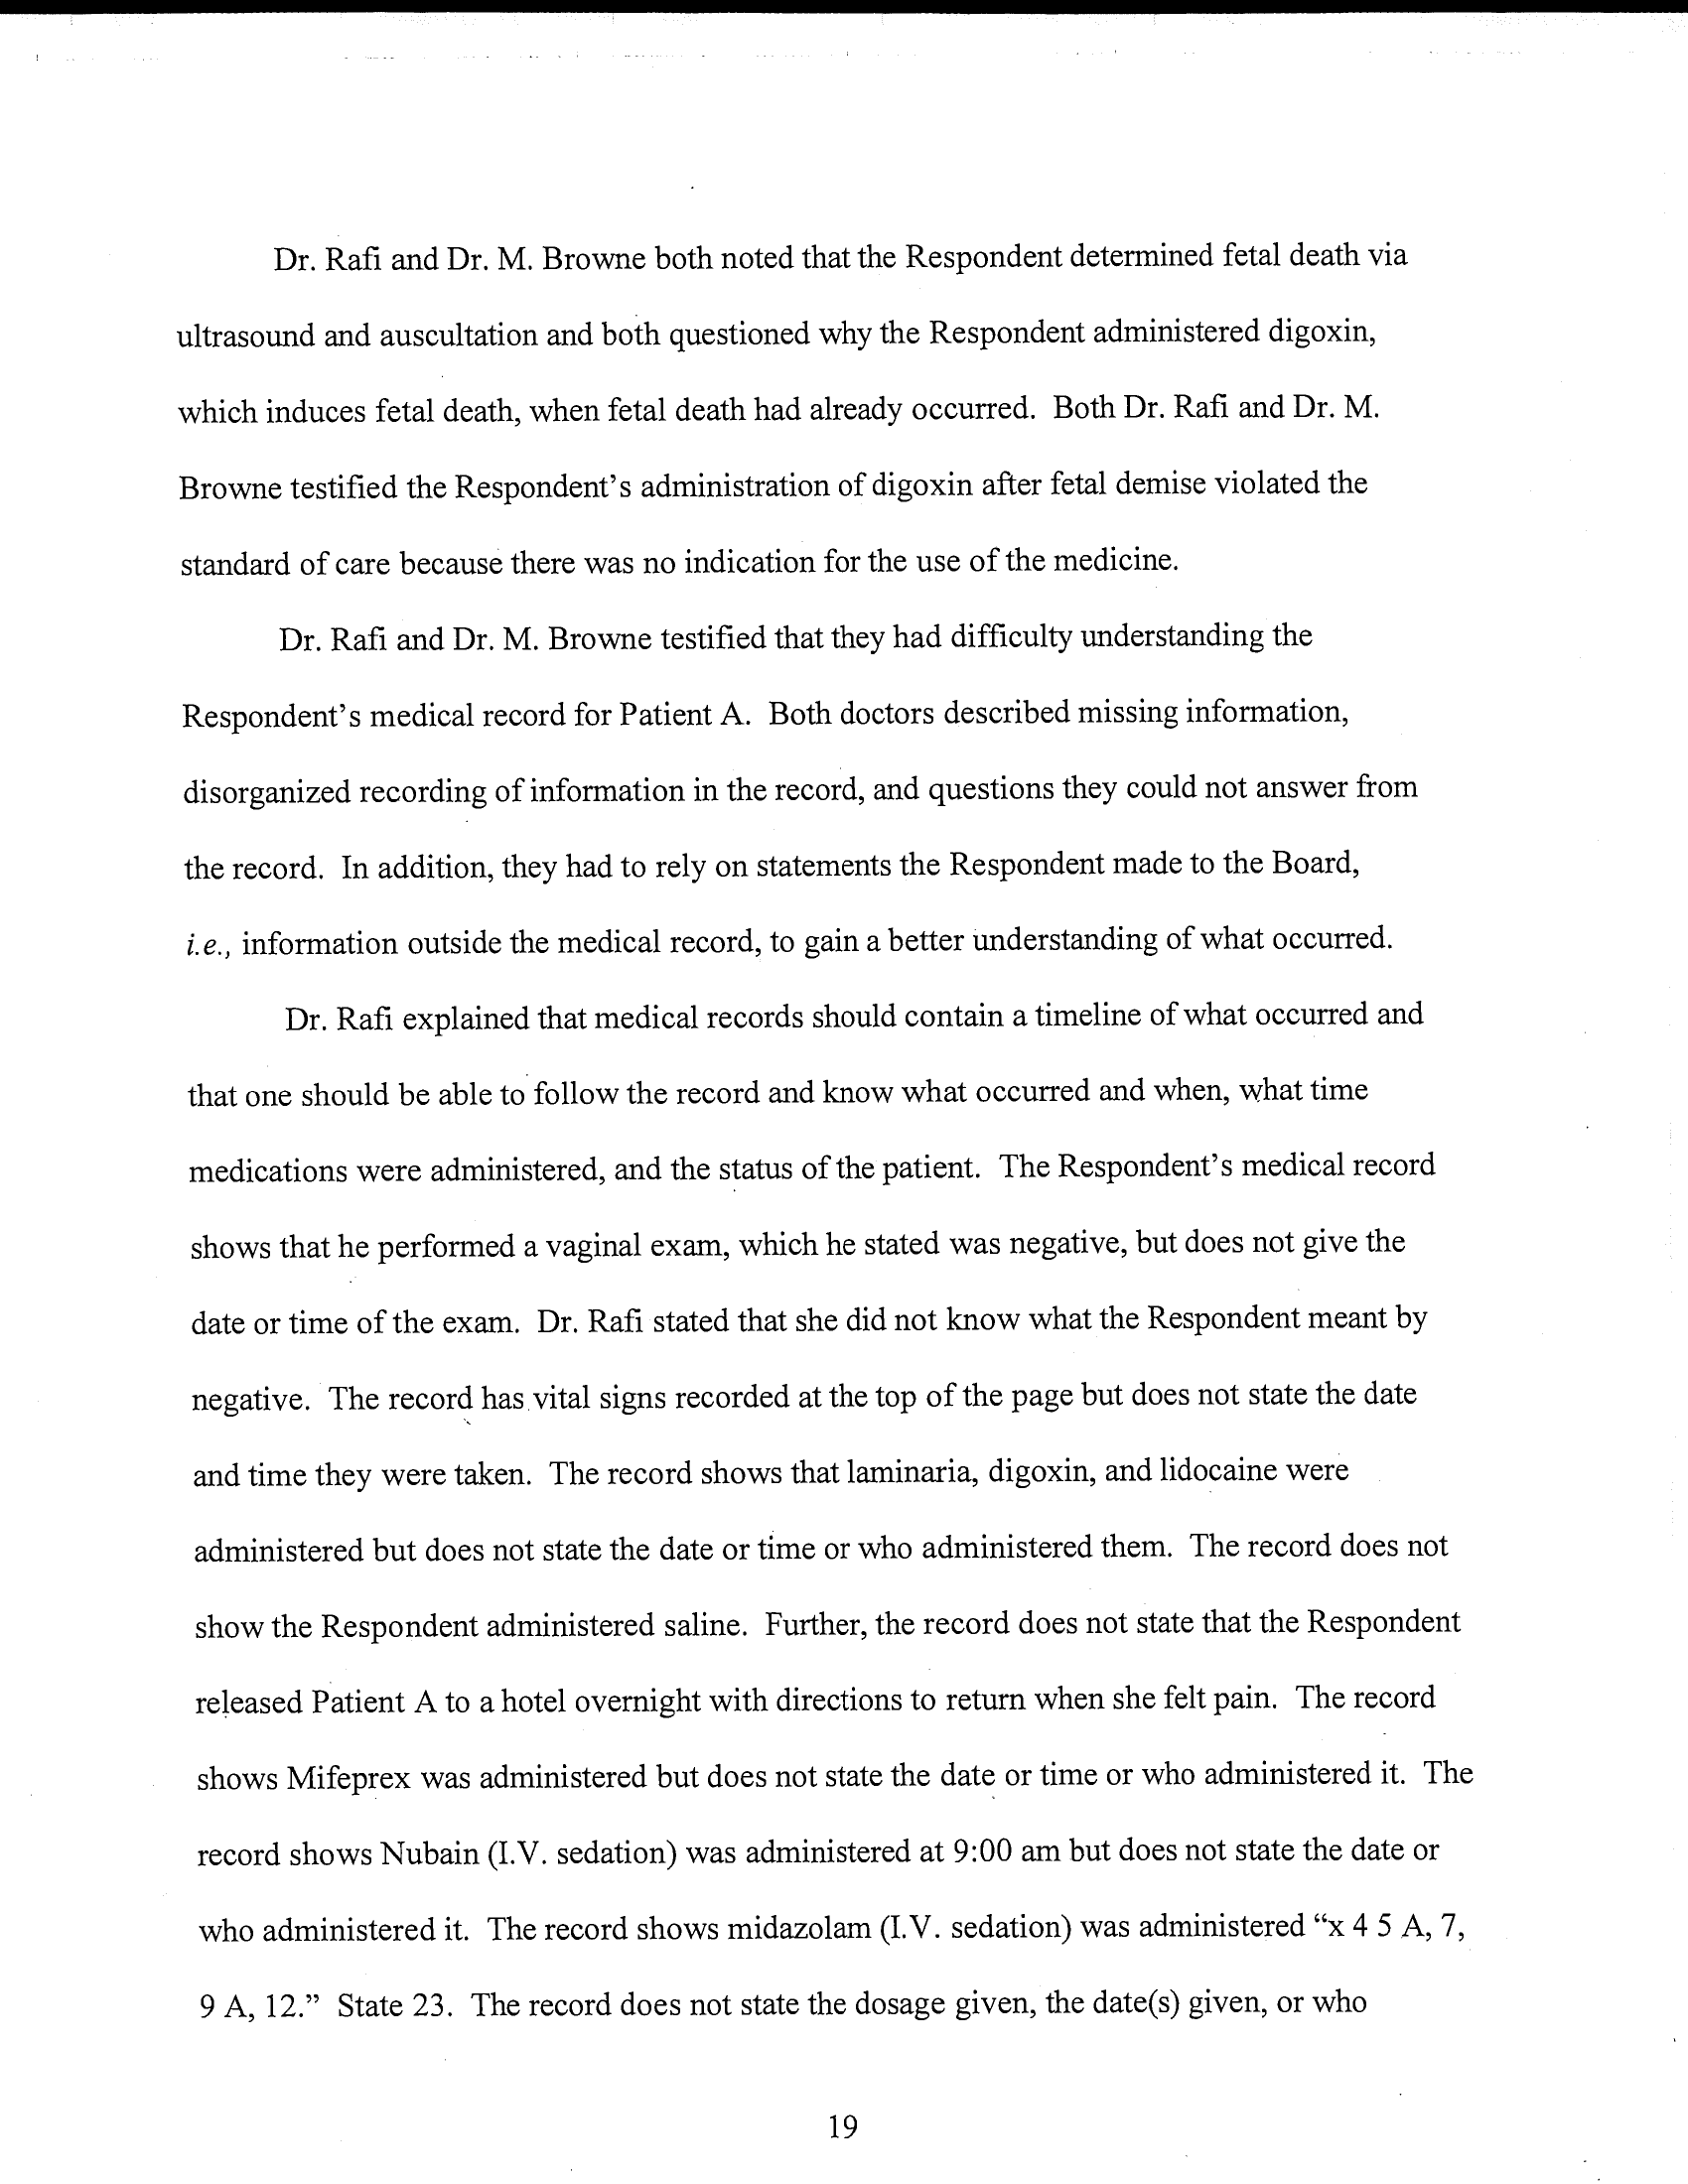 Dr. Rafi and Dr. M. Browne both noted that the Respondent determined fetal death via
ultrasound and auscultation and both questioned why the Respondent administered digoxin,
which induces fetal death, when fetal death had already occurred.  Both Dr. Rafi and Dr. M.
Browne testified the Respondent's administration of digoxin after fetal demise violated the
standard of care because there was no indication for the use of the medicine.
Dr. Rafi and Dr. M. Browne testified that they had difficulty understanding the
Respondent's medical record for Patient A.  Both doctors described missing information,
disorganized recording of information in the record, and questions they could not answer from
the record.  In addition, they had to rely on statements the Respondent made to the Board,
i.e., information outside the medical record, to gain a better understanding of what occurred.
Dr. Rafi explained that medical records should contain a timeline of what occurred and
that one should be able to follow the record and know what occurred and when, what time
medications were administered, and the status of the patient.  The Respondent's medical record
shows that he performed a vaginal exam, which he stated was negative, but does not give the
date or time of the exam.  Dr. Rafi stated that she did not know what the Respondent meant by
negative.  The record has vital signs recorded at the top of the page but does not state the date
and time they were taken.  The record shows that laminaria, digoxin, and lidocaine were
administered but does not state the date or time or who administered them.  The record does not
show the Respondent administered saline.  Further, the record does not state that the Respondent
released Patient A to a hotel overnight with directions to return when she felt pain.  The record
shows Mifeprex was administered but does not state the date or time or who administered it.  The
record shows Nubain (I.V. sedation) was administered at 9:00 am but does not state the date or
who administered it.  The record shows midazolam (I.V. sedation) was administered "x 4 5 A, 7,
9 A, 12."  State 23.  The record does not state the dosage given, the date(s) given, or who
19